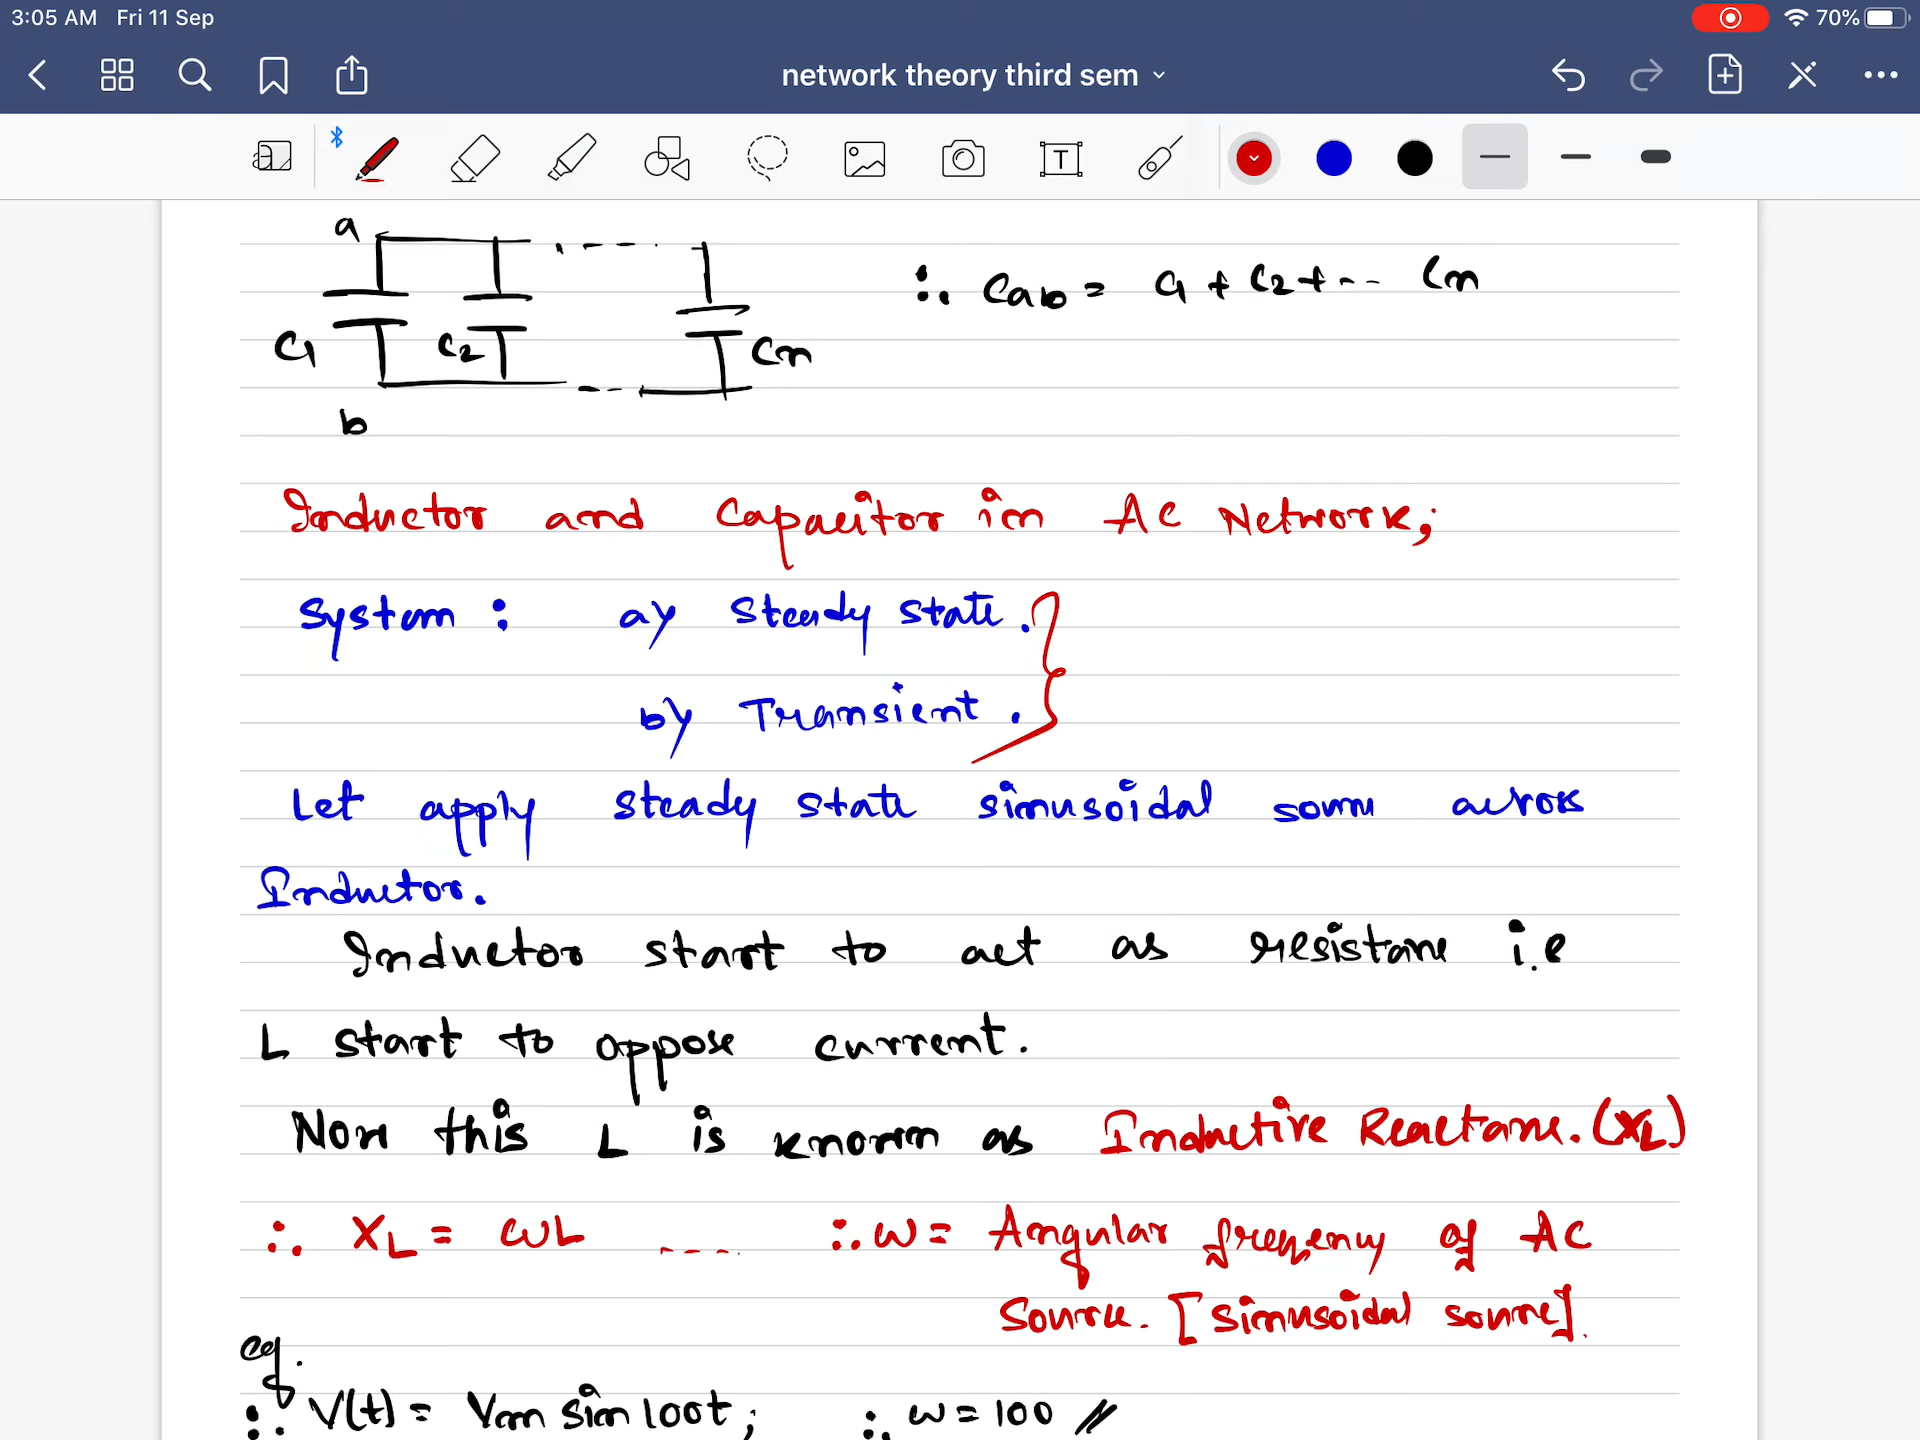 3:05 AM Fri 11 Sep 70%
network theory third sem
T
a
∴ Cab = C1 + C2 + -- Cn
C1 C2 Cn
b
Inductor and Capacitor in AC Network;
System : a) Steady state.
b) Transient.
Let apply steady state sinusoidal source across
Inductor.
Inductor start to act as resistance i.e
L start to oppose current.
Now this L is known as Inductive Reactance. (XL)
∴ XL = ωL ---- ∴ ω = Angular frequency of AC
Source. [sinusoidal source].
eg.
∴ V(t) = Vm sin 100t; ∴ ω = 100 //